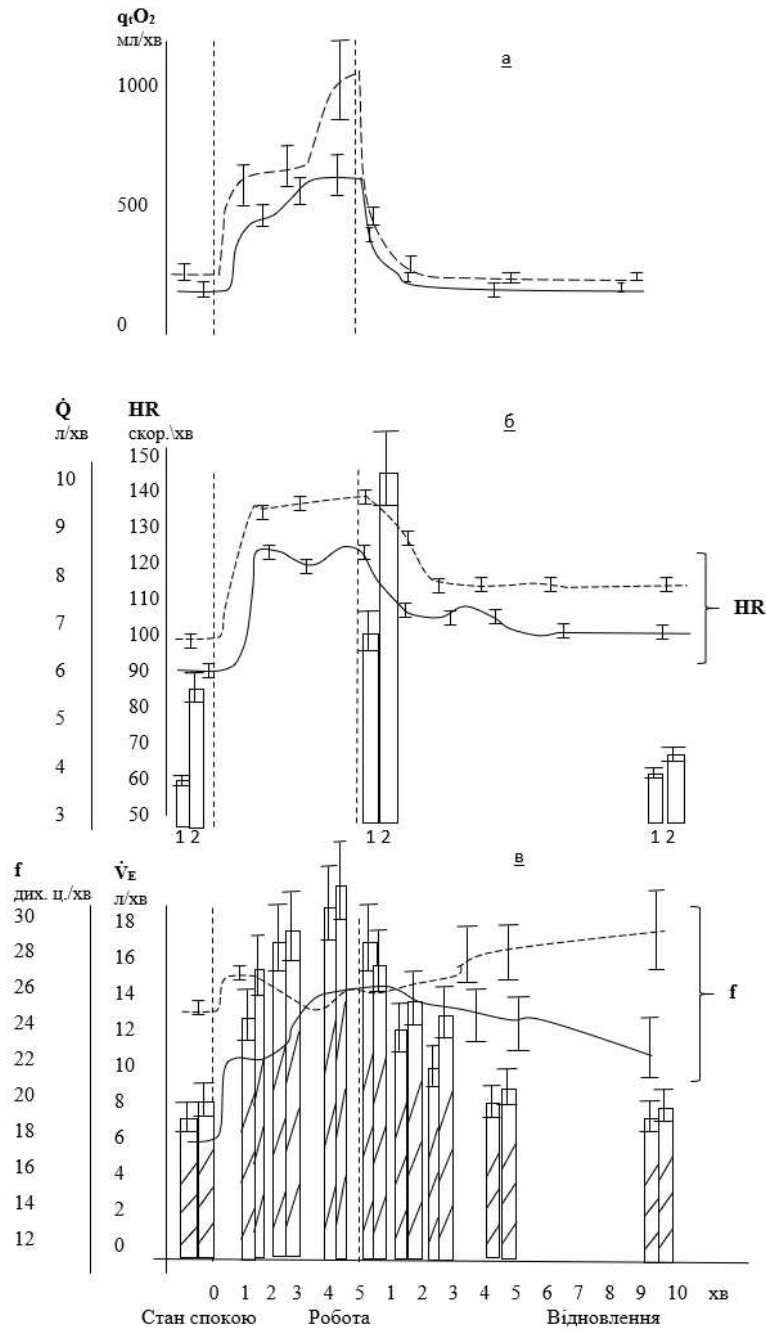 qₜO₂
мл/хв
а
1000
500
0
Q̇ HR б
л/хв скор.\хв
150
10 140
9 130
120
8 110
7 100 HR
6 90
80
5 70
4 60
3 50
1 2 1 2 1 2
f V̇E в
дих. ц./хв л/хв
30 18
28 16
26 14 f
24 12
22 10
20 8
18 6
16 4
14 2
12 0
0 1 2 3 4 5 1 2 3 4 5 6 7 8 9 10 хв
Стан спокою Робота Відновлення